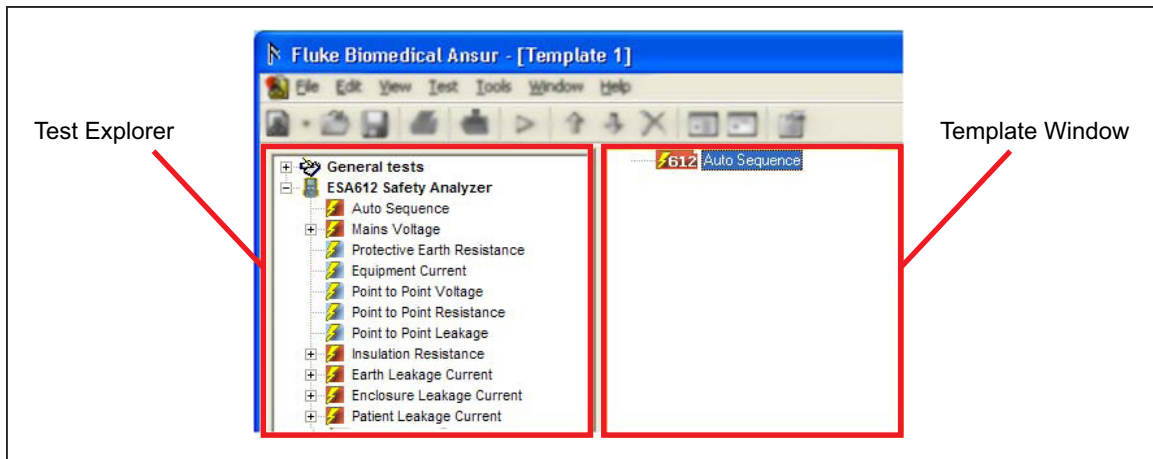 Fluke Biomedical Ansur - [Template 1]
File Edit View Test Tools Window Help
Test Explorer
Template Window
General tests
ESA612 Safety Analyzer
Auto Sequence
Mains Voltage
Protective Earth Resistance
Equipment Current
Point to Point Voltage
Point to Point Resistance
Point to Point Leakage
Insulation Resistance
Earth Leakage Current
Enclosure Leakage Current
Patient Leakage Current
612 Auto Sequence